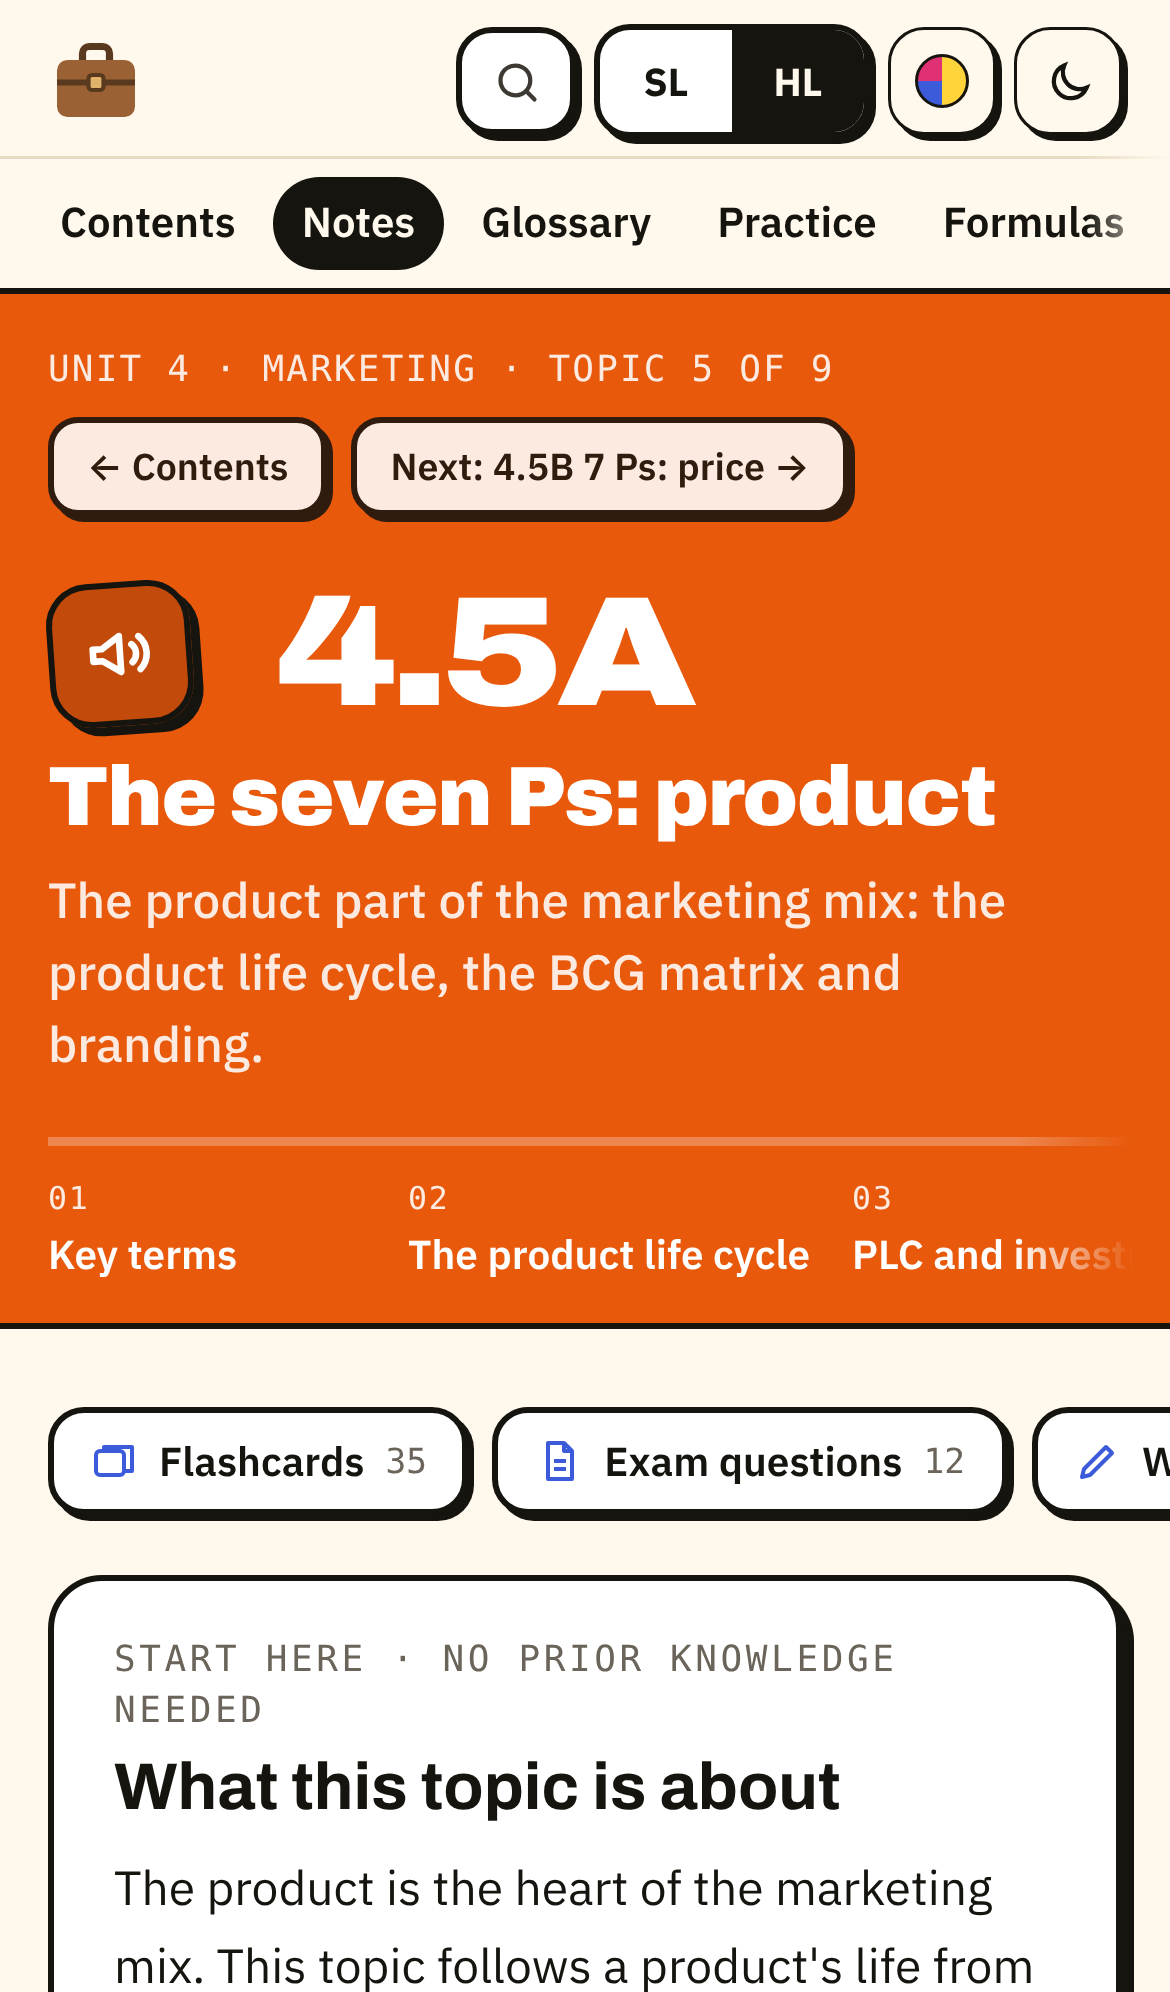 SL HL
Contents Notes Glossary Practice Formulas
UNIT 4 · MARKETING · TOPIC 5 OF 9
← Contents Next: 4.5B 7 Ps: price →
4.5A
The seven Ps: product
The product part of the marketing mix: the
product life cycle, the BCG matrix and
branding.
01 02 03
Key terms The product life cycle PLC and invest
Flashcards 35 Exam questions 12
START HERE · NO PRIOR KNOWLEDGE
NEEDED
What this topic is about
The product is the heart of the marketing
mix. This topic follows a product's life from